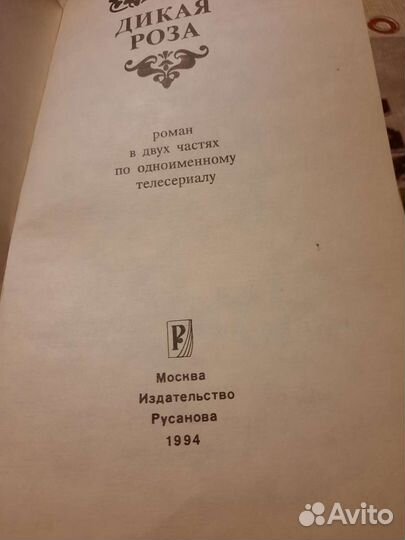 ДИКАЯ
РОЗА
роман
в двух частях
по одноименному
телесериалу
Р
Москва
Издательство
Русанова
1994
Avito